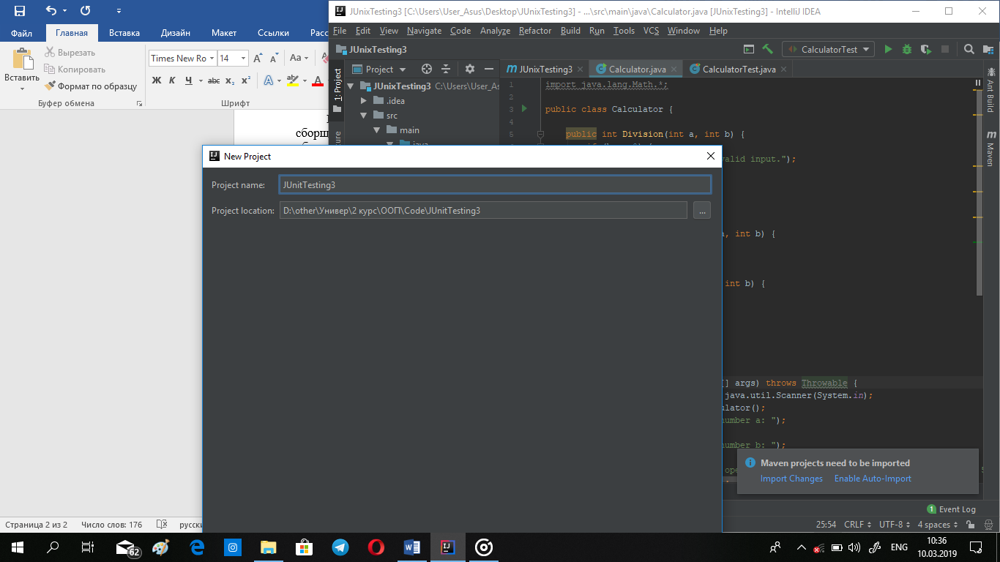 JUnixTesting3 [C:\Users\User_Asus\Desktop\JUnixTesting3] - ...\src\main\java\Calculator.java [JUnixTesting3] - IntelliJ IDEA
Файл Главная Вставка Дизайн Макет Ссылки Расс
File Edit View Navigate Code Analyze Refactor Build Run Tools VCS Window Help
Вставить
Вырезать
Копировать
Формат по образцу
Буфер обмена
Times New Ro 14
Ж К Ч abc x₂ x²
Шрифт
JUnixTesting3
CalculatorTest
1: Project
Project
JUnixTesting3 Calculator.java CalculatorTest.java
JUnixTesting3 C:\Users\User_As
.idea
src
main
1 import java.lang.Math.*;
2
3 public class Calculator {
4
5 public int Division(int a, int b) {
valid input.");
, int b) {
int b) {
[] args) throws Throwable {
java.util.Scanner(System.in);
ulator();
number a: ");
number b: ");
Ant Build
Maven
сборщ
New Project
Project name: JUnitTesting3
Project location: D:\other\Универ\2 курс\ООП\Code\JUnitTesting3
...
Maven projects need to be imported
Import Changes Enable Auto-Import
1 Event Log
Страница 2 из 2 Число слов: 176 русски
25:54 CRLF UTF-8 4 spaces
62
ENG
10:36
10.03.2019